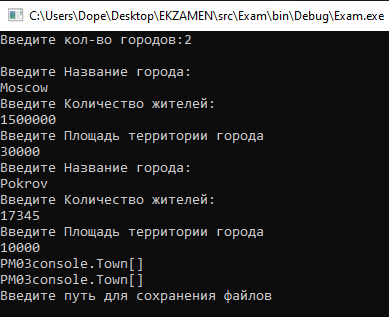 C:\Users\Dope\Desktop\EKZAMEN\src\Exam\bin\Debug\Exam.exe
Введите кол-во городов:2
Введите Название города:
Moscow
Введите Количество жителей:
1500000
Введите Площадь территории города
30000
Введите Название города:
Pokrov
Введите Количество жителей:
17345
Введите Площадь территории города
10000
PM03console.Town[]
PM03console.Town[]
Введите путь для сохранения файлов